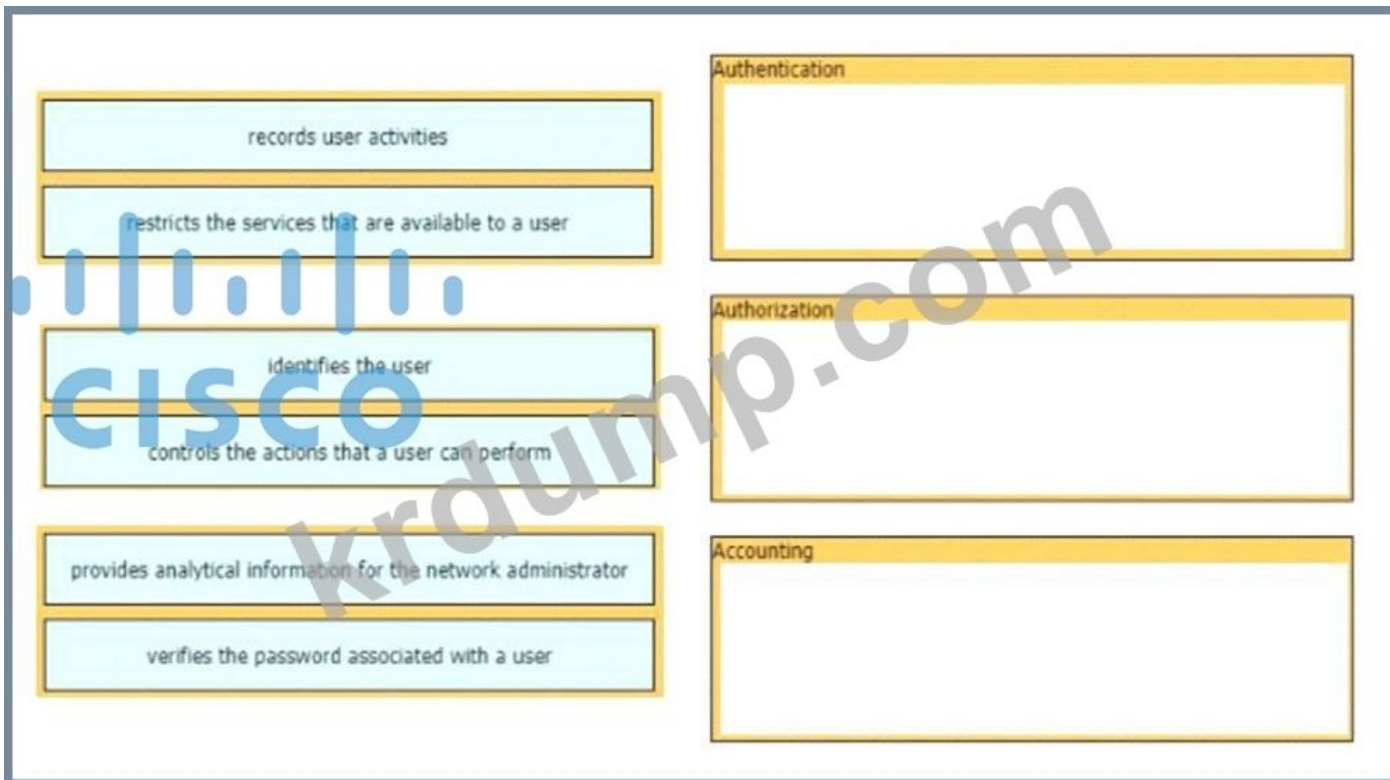 records user activities
restricts the services that are available to a user
identifies the user
controls the actions that a user can perform
provides analytical information for the network administrator
verifies the password associated with a user
Authentication
Authorization
Accounting
CISCO
krdump.com